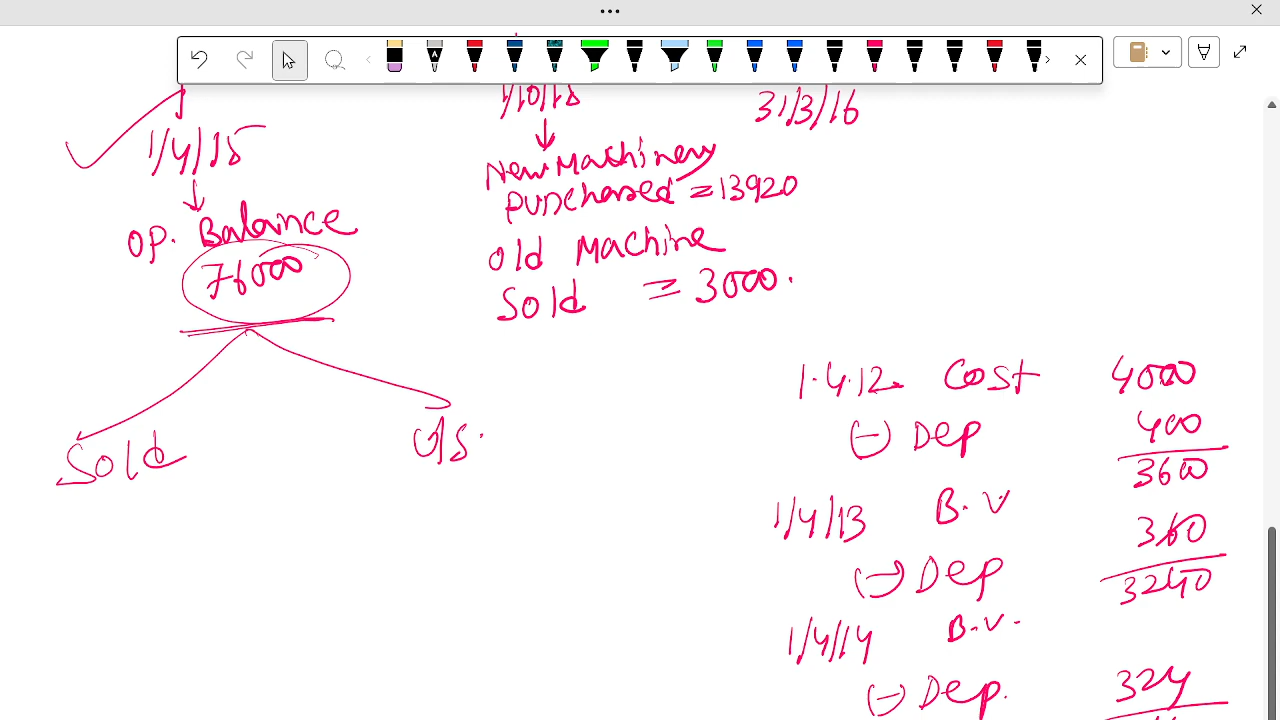 1/10/15
31/3/16
1/4/15
New Machinery
purchased = 13920
OP. Balance
76000
Old Machine
Sold = 3000.
1.4.12. Cost 4000
(-) Dep 400
3600
Sold
U/S.
1/4/13 B.V
360
(-) Dep
3240
1/4/14 B.V.
(-) Dep. 324